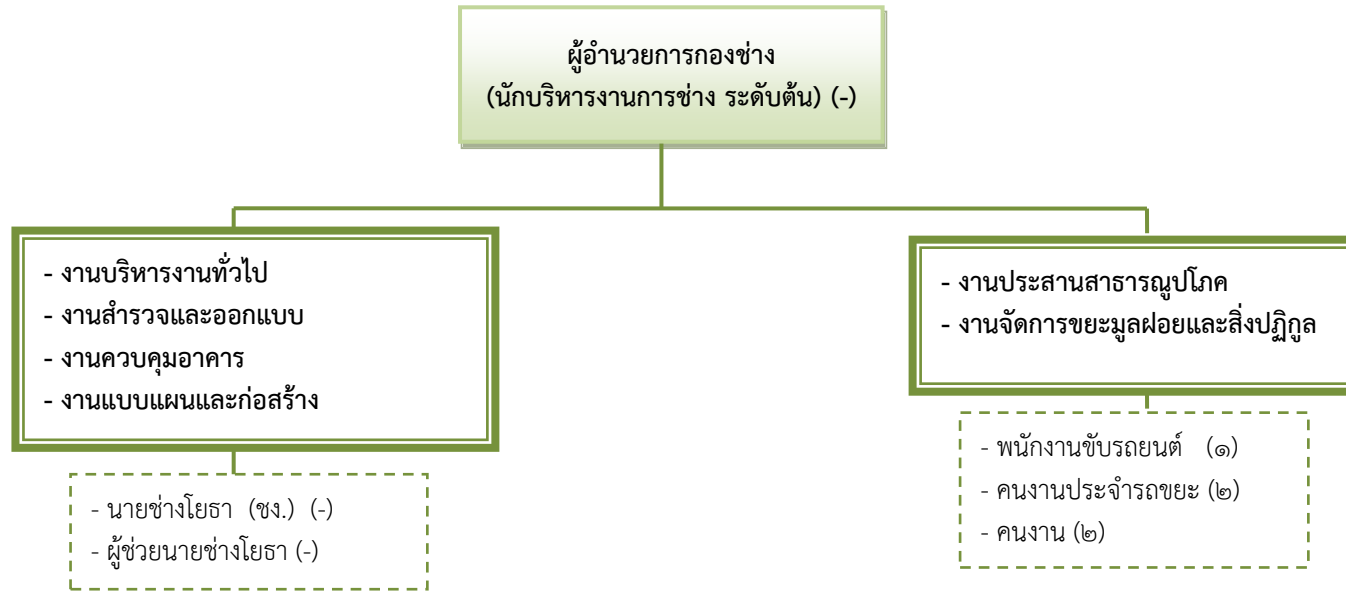 ผู้อำนวยการกองช่าง
(นักบริหารงานการช่าง ระดับต้น) (-)
- งานบริหารงานทั่วไป
- งานสำรวจและออกแบบ
- งานควบคุมอาคาร
- งานแบบแผนและก่อสร้าง
- นายช่างโยธา (ชง.) (-)
- ผู้ช่วยนายช่างโยธา (-)
- งานประสานสาธารณูปโภค
- งานจัดการขยะมูลฝอยและสิ่งปฏิกูล
- พนักงานขับรถยนต์ (๑)
- คนงานประจำรถขยะ (๒)
- คนงาน (๒)